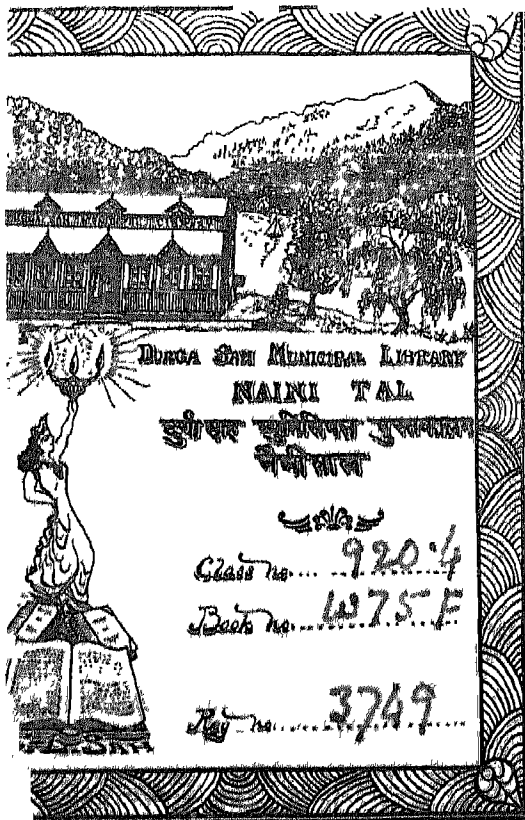 DURGA SAH MUNICIPAL LIBRARY
NAINI TAL
दुर्गा साह म्युनिसिपल पुस्तकालय
नैनीताल
Class no. 920.4
Book no. W75F
Reg no. 3749